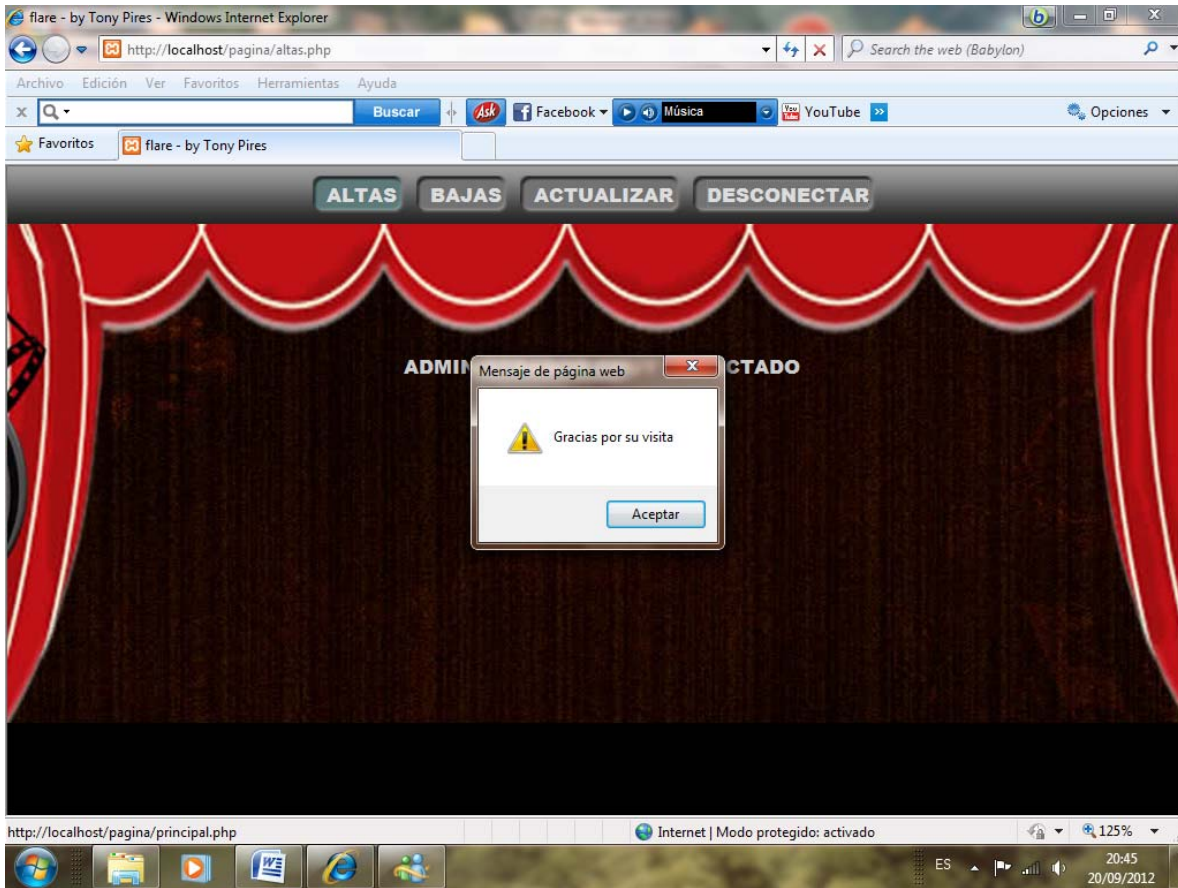 flare - by Tony Pires - Windows Internet Explorer
http://localhost/pagina/altas.php
Search the web (Babylon)
Archivo Edición Ver Favoritos Herramientas Ayuda
x Buscar Ask Facebook Música You Tube YouTube Opciones
Favoritos flare - by Tony Pires
ALTAS BAJAS ACTUALIZAR DESCONECTAR
ADMIN CTADO
Mensaje de página web
Gracias por su visita
Aceptar
http://localhost/pagina/principal.php Internet | Modo protegido: activado 125%
ES 20:45
20/09/2012